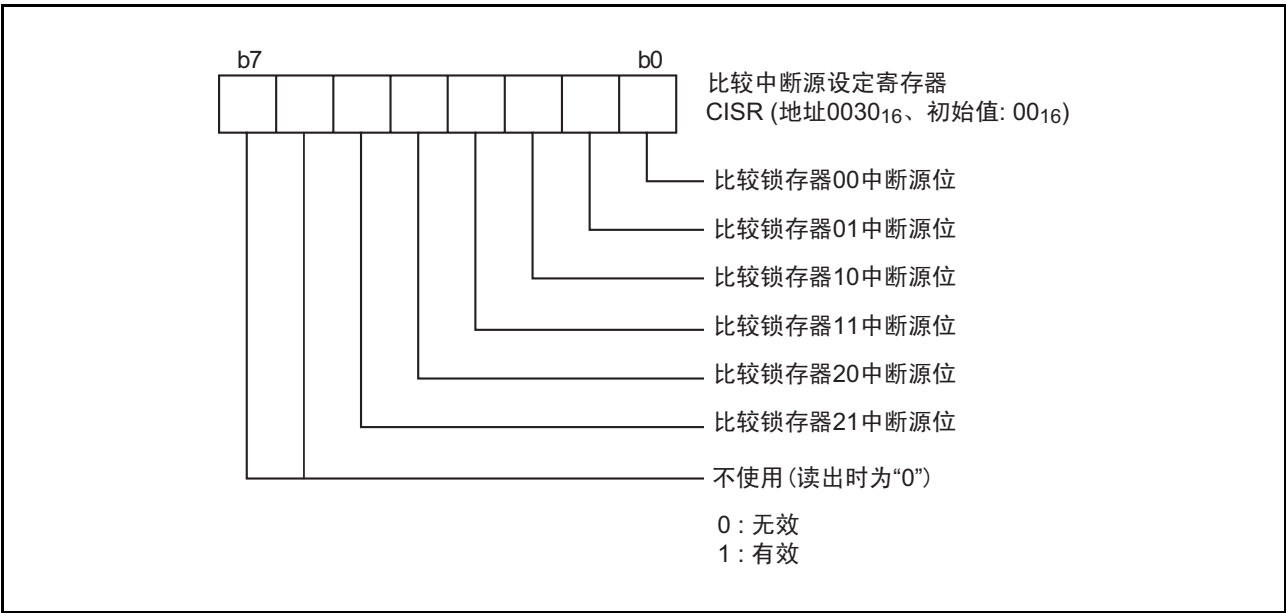 b7 b0
比较中断源设定寄存器
CISR (地址0030₁₆、初始值: 00₁₆)
比较锁存器00中断源位
比较锁存器01中断源位
比较锁存器10中断源位
比较锁存器11中断源位
比较锁存器20中断源位
比较锁存器21中断源位
不使用(读出时为“0”)
0 : 无效
1 : 有效